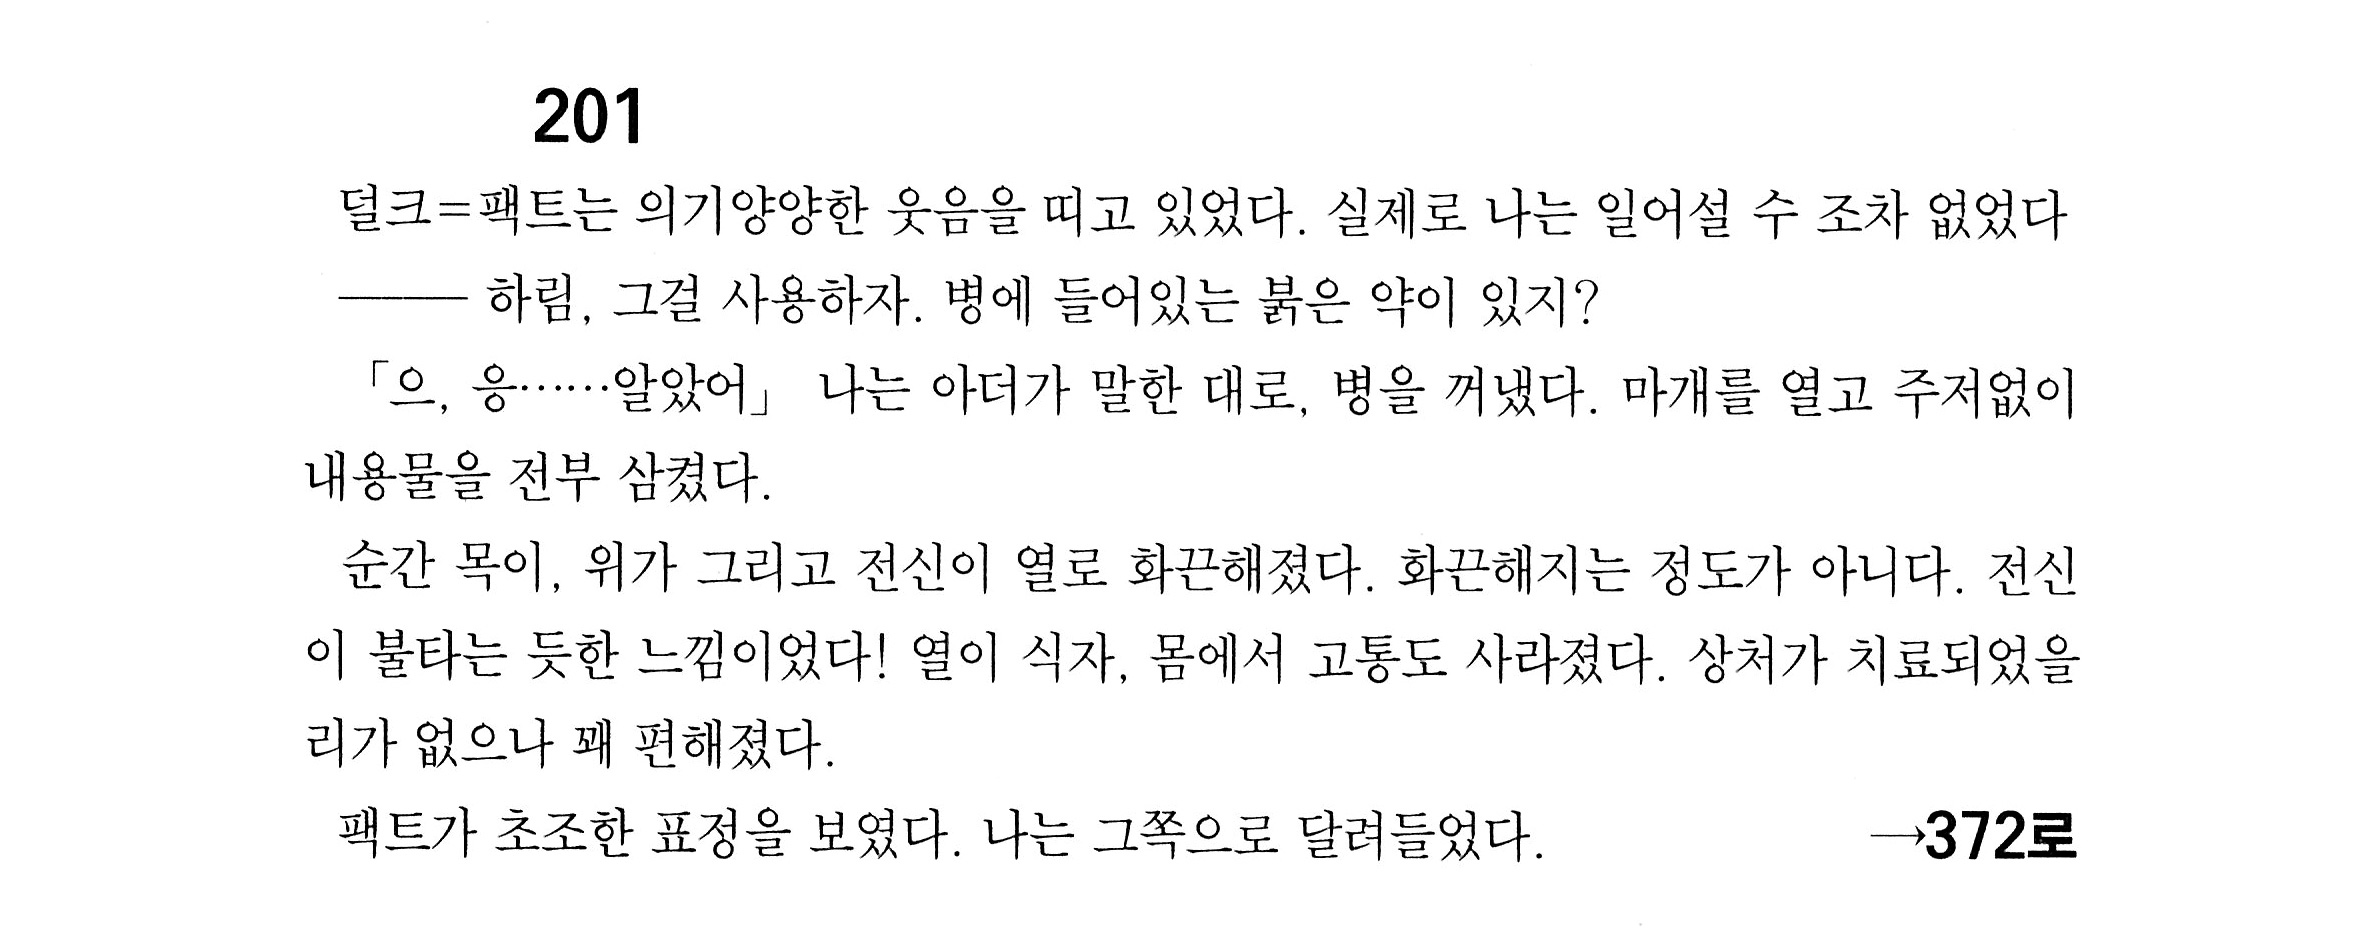 201
덜크=팩트는 의기양양한 웃음을 띠고 있었다. 실제로 나는 일어설 수 조차 없었다
─── 하림, 그걸 사용하자. 병에 들어있는 붉은 약이 있지?
「으, 응……알았어」 나는 아더가 말한 대로, 병을 꺼냈다. 마개를 열고 주저없이
내용물을 전부 삼켰다.
순간 목이, 위가 그리고 전신이 열로 화끈해졌다. 화끈해지는 정도가 아니다. 전신
이 불타는 듯한 느낌이었다! 열이 식자, 몸에서 고통도 사라졌다. 상처가 치료되었을
리가 없으나 꽤 편해졌다.
팩트가 초조한 표정을 보였다. 나는 그쪽으로 달려들었다. →372로